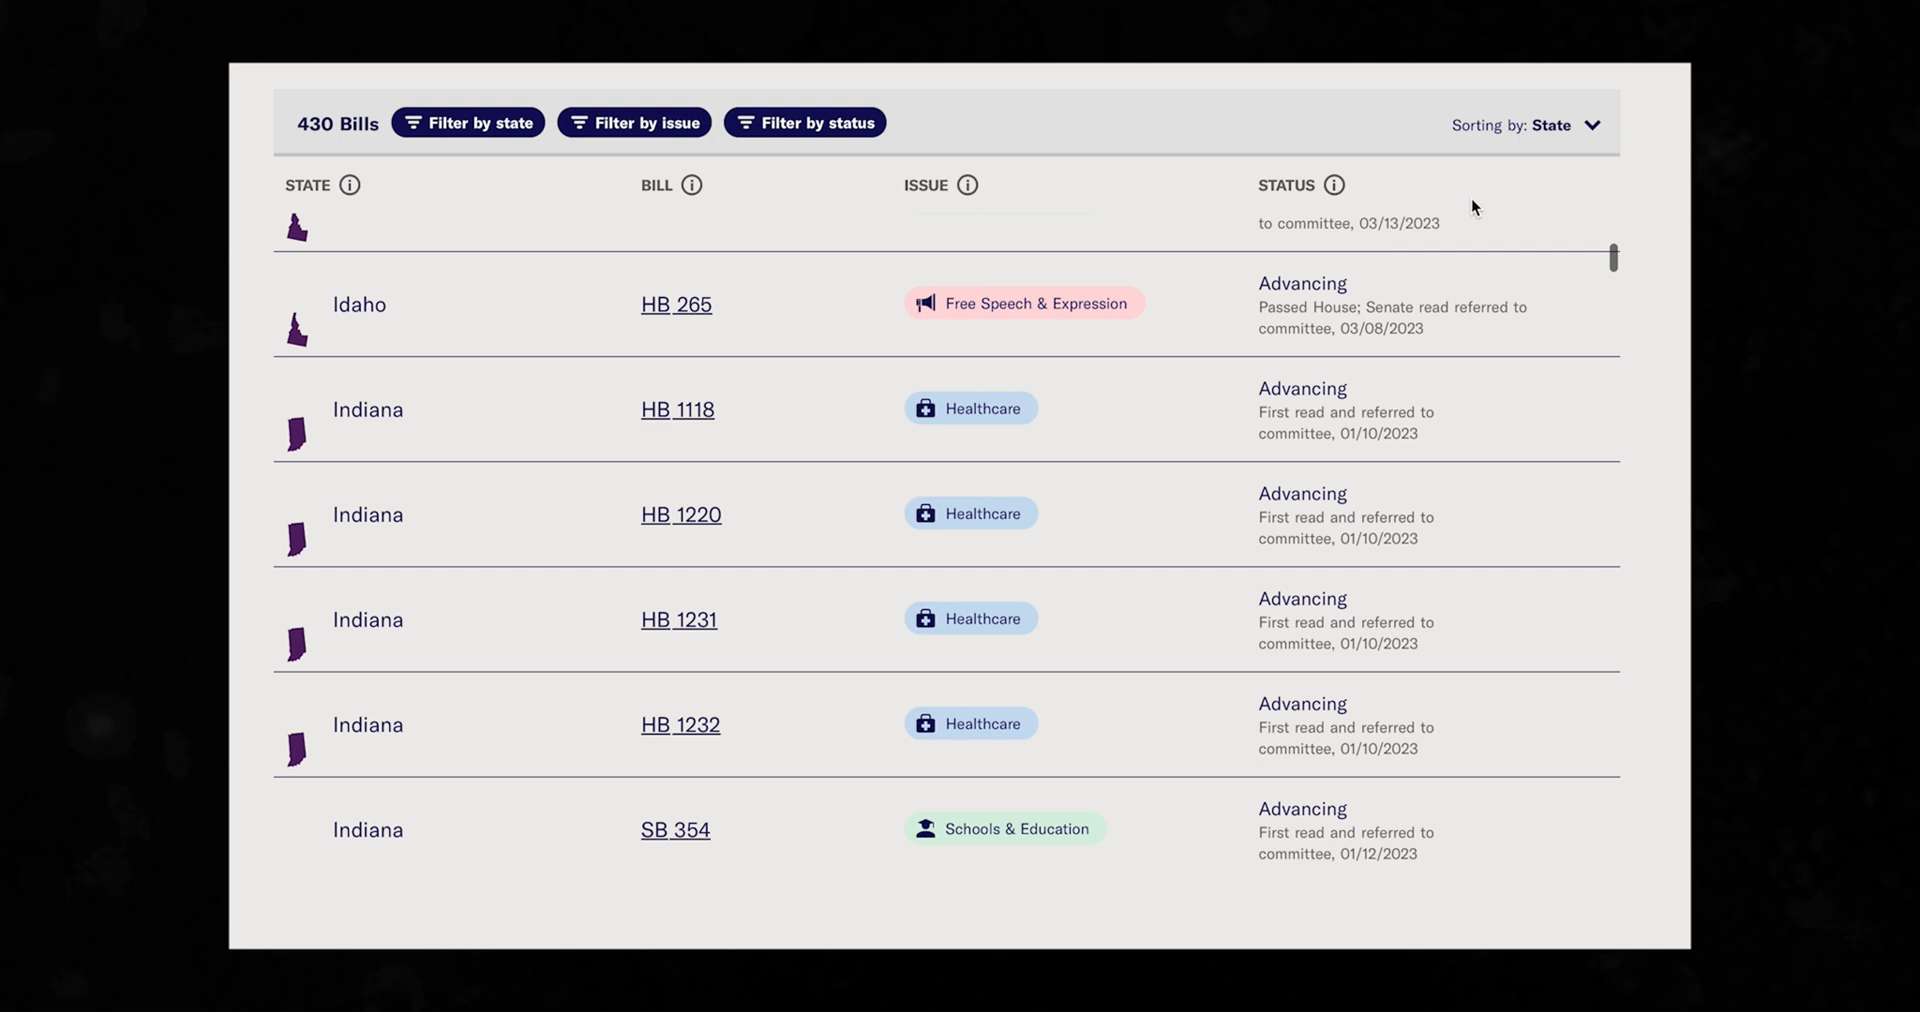 430 Bills Filter by state Filter by issue Filter by status Sorting by: State
STATE BILL ISSUE STATUS
to committee, 03/13/2023
Idaho HB 265 Free Speech & Expression Advancing
Passed House; Senate read referred to
committee, 03/08/2023
Indiana HB 1118 Healthcare Advancing
First read and referred to
committee, 01/10/2023
Indiana HB 1220 Healthcare Advancing
First read and referred to
committee, 01/10/2023
Indiana HB 1231 Healthcare Advancing
First read and referred to
committee, 01/10/2023
Indiana HB 1232 Healthcare Advancing
First read and referred to
committee, 01/10/2023
Indiana SB 354 Schools & Education Advancing
First read and referred to
committee, 01/12/2023